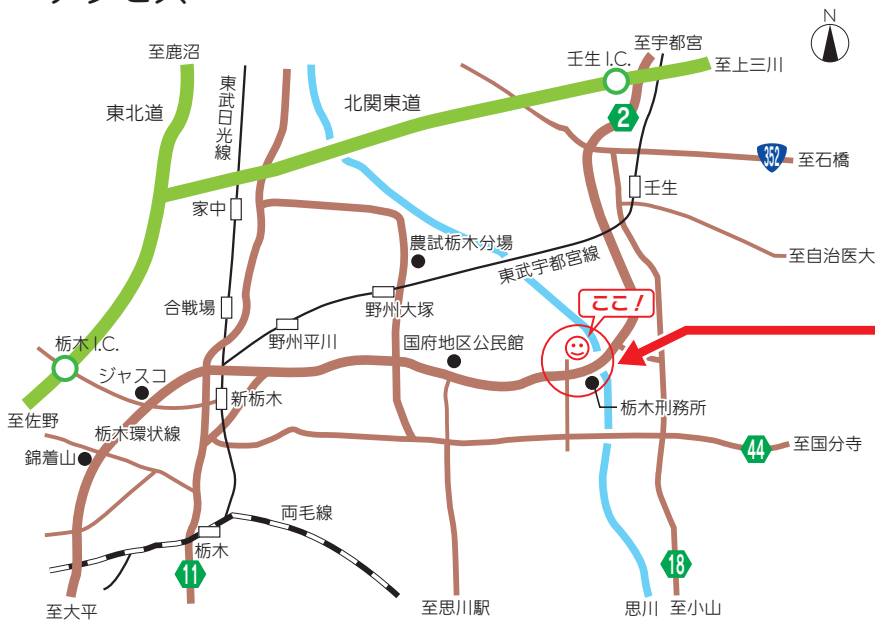 アクセス
N
至鹿沼
壬生 I.C.
至宇都宮
至上三川
東北道
東武日光線
北関東道
2
352
至石橋
家中
壬生
農試栃木分場
東武宇都宮線
至自治医大
合戦場
野州大塚
ここ！
栃木 I.C.
野州平川
国府地区公民館
ジャスコ
新栃木
栃木刑務所
至佐野
栃木環状線
錦着山
44
至国分寺
両毛線
栃木
11
18
至大平
至思川駅
思川
至小山